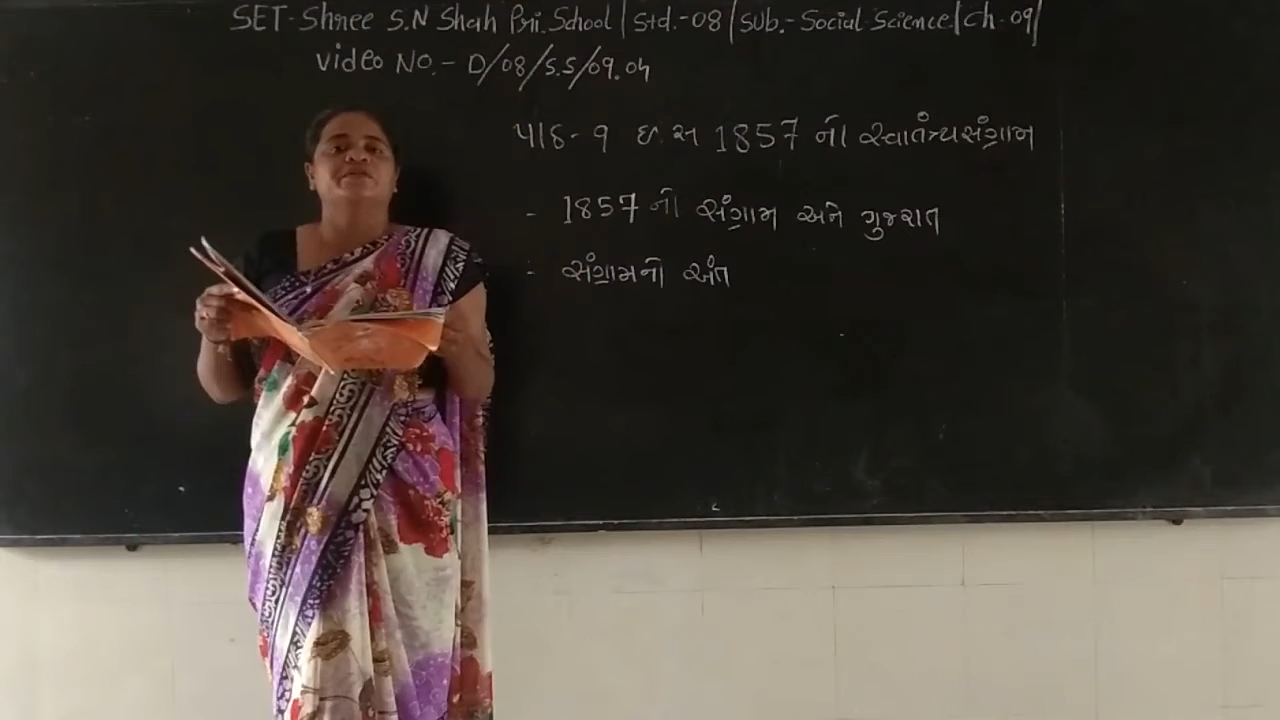 SET-Shree S.N Shah Pri. School | Std.-08 | Sub.- Social Science | Ch-09 |
Video No.- D/08/S.S/09.04
પાઠ- ૧ ઇ.સ 1857 ની સ્વાતંત્ર્યસંગ્રામ
- 1857 નો સંગ્રામ અને ગુજરાત
- સંગ્રામનો અંત